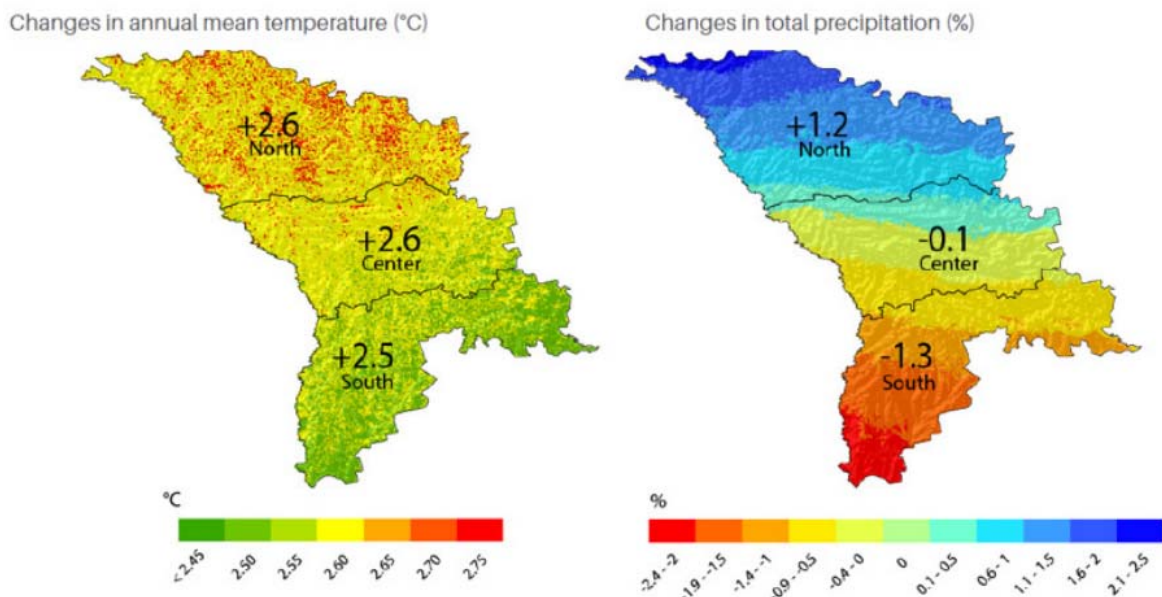 Changes in annual mean temperature (°C)
+2.6
North
+2.6
Center
+2.5
South
°C
< 2.45
2.50
2.55
2.60
2.65
2.70
2.75
Changes in total precipitation (%)
+1.2
North
-0.1
Center
-1.3
South
%
-2.4 - -2
-1.9 - -1.5
-1.4 - -1
-0.9 - -0.5
-0.4 - 0
0
0.1 - 0.5
0.6 - 1
1.1 - 1.5
1.6 - 2
2.1 - 2.5